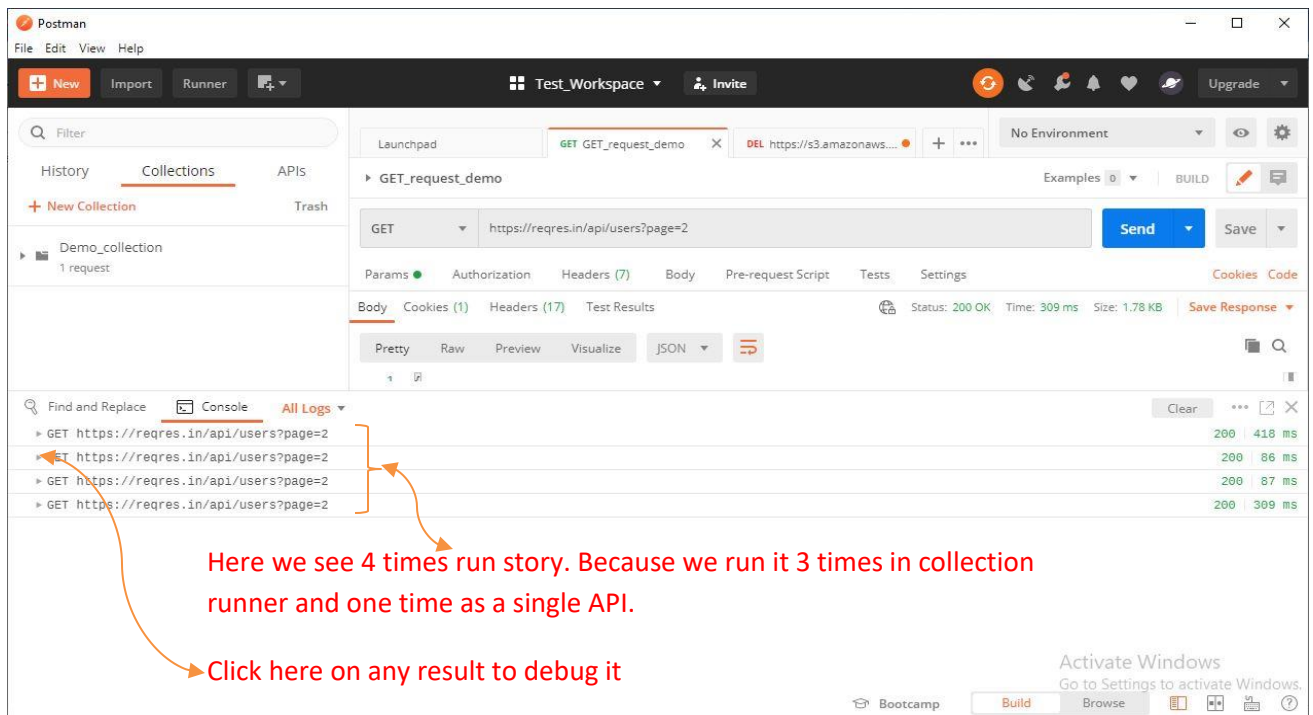 Postman
File Edit View Help
New Import Runner Test_Workspace Invite Upgrade
Filter
History Collections APIs
+ New Collection Trash
Demo_collection
1 request
Launchpad GET GET_request_demo DEL https://s3.amazonaws.... No Environment
GET_request_demo Examples 0 BUILD
GET https://reqres.in/api/users?page=2 Send Save
Params Authorization Headers (7) Body Pre-request Script Tests Settings Cookies Code
Body Cookies (1) Headers (17) Test Results Status: 200 OK Time: 309 ms Size: 1.78 KB Save Response
Pretty Raw Preview Visualize JSON
1
Find and Replace Console All Logs Clear
GET https://reqres.in/api/users?page=2 200 418 ms
GET https://reqres.in/api/users?page=2 200 86 ms
GET https://reqres.in/api/users?page=2 200 87 ms
GET https://reqres.in/api/users?page=2 200 309 ms
Here we see 4 times run story. Because we run it 3 times in collection
runner and one time as a single API.
Click here on any result to debug it
Activate Windows
Go to Settings to activate Windows.
Bootcamp Build Browse